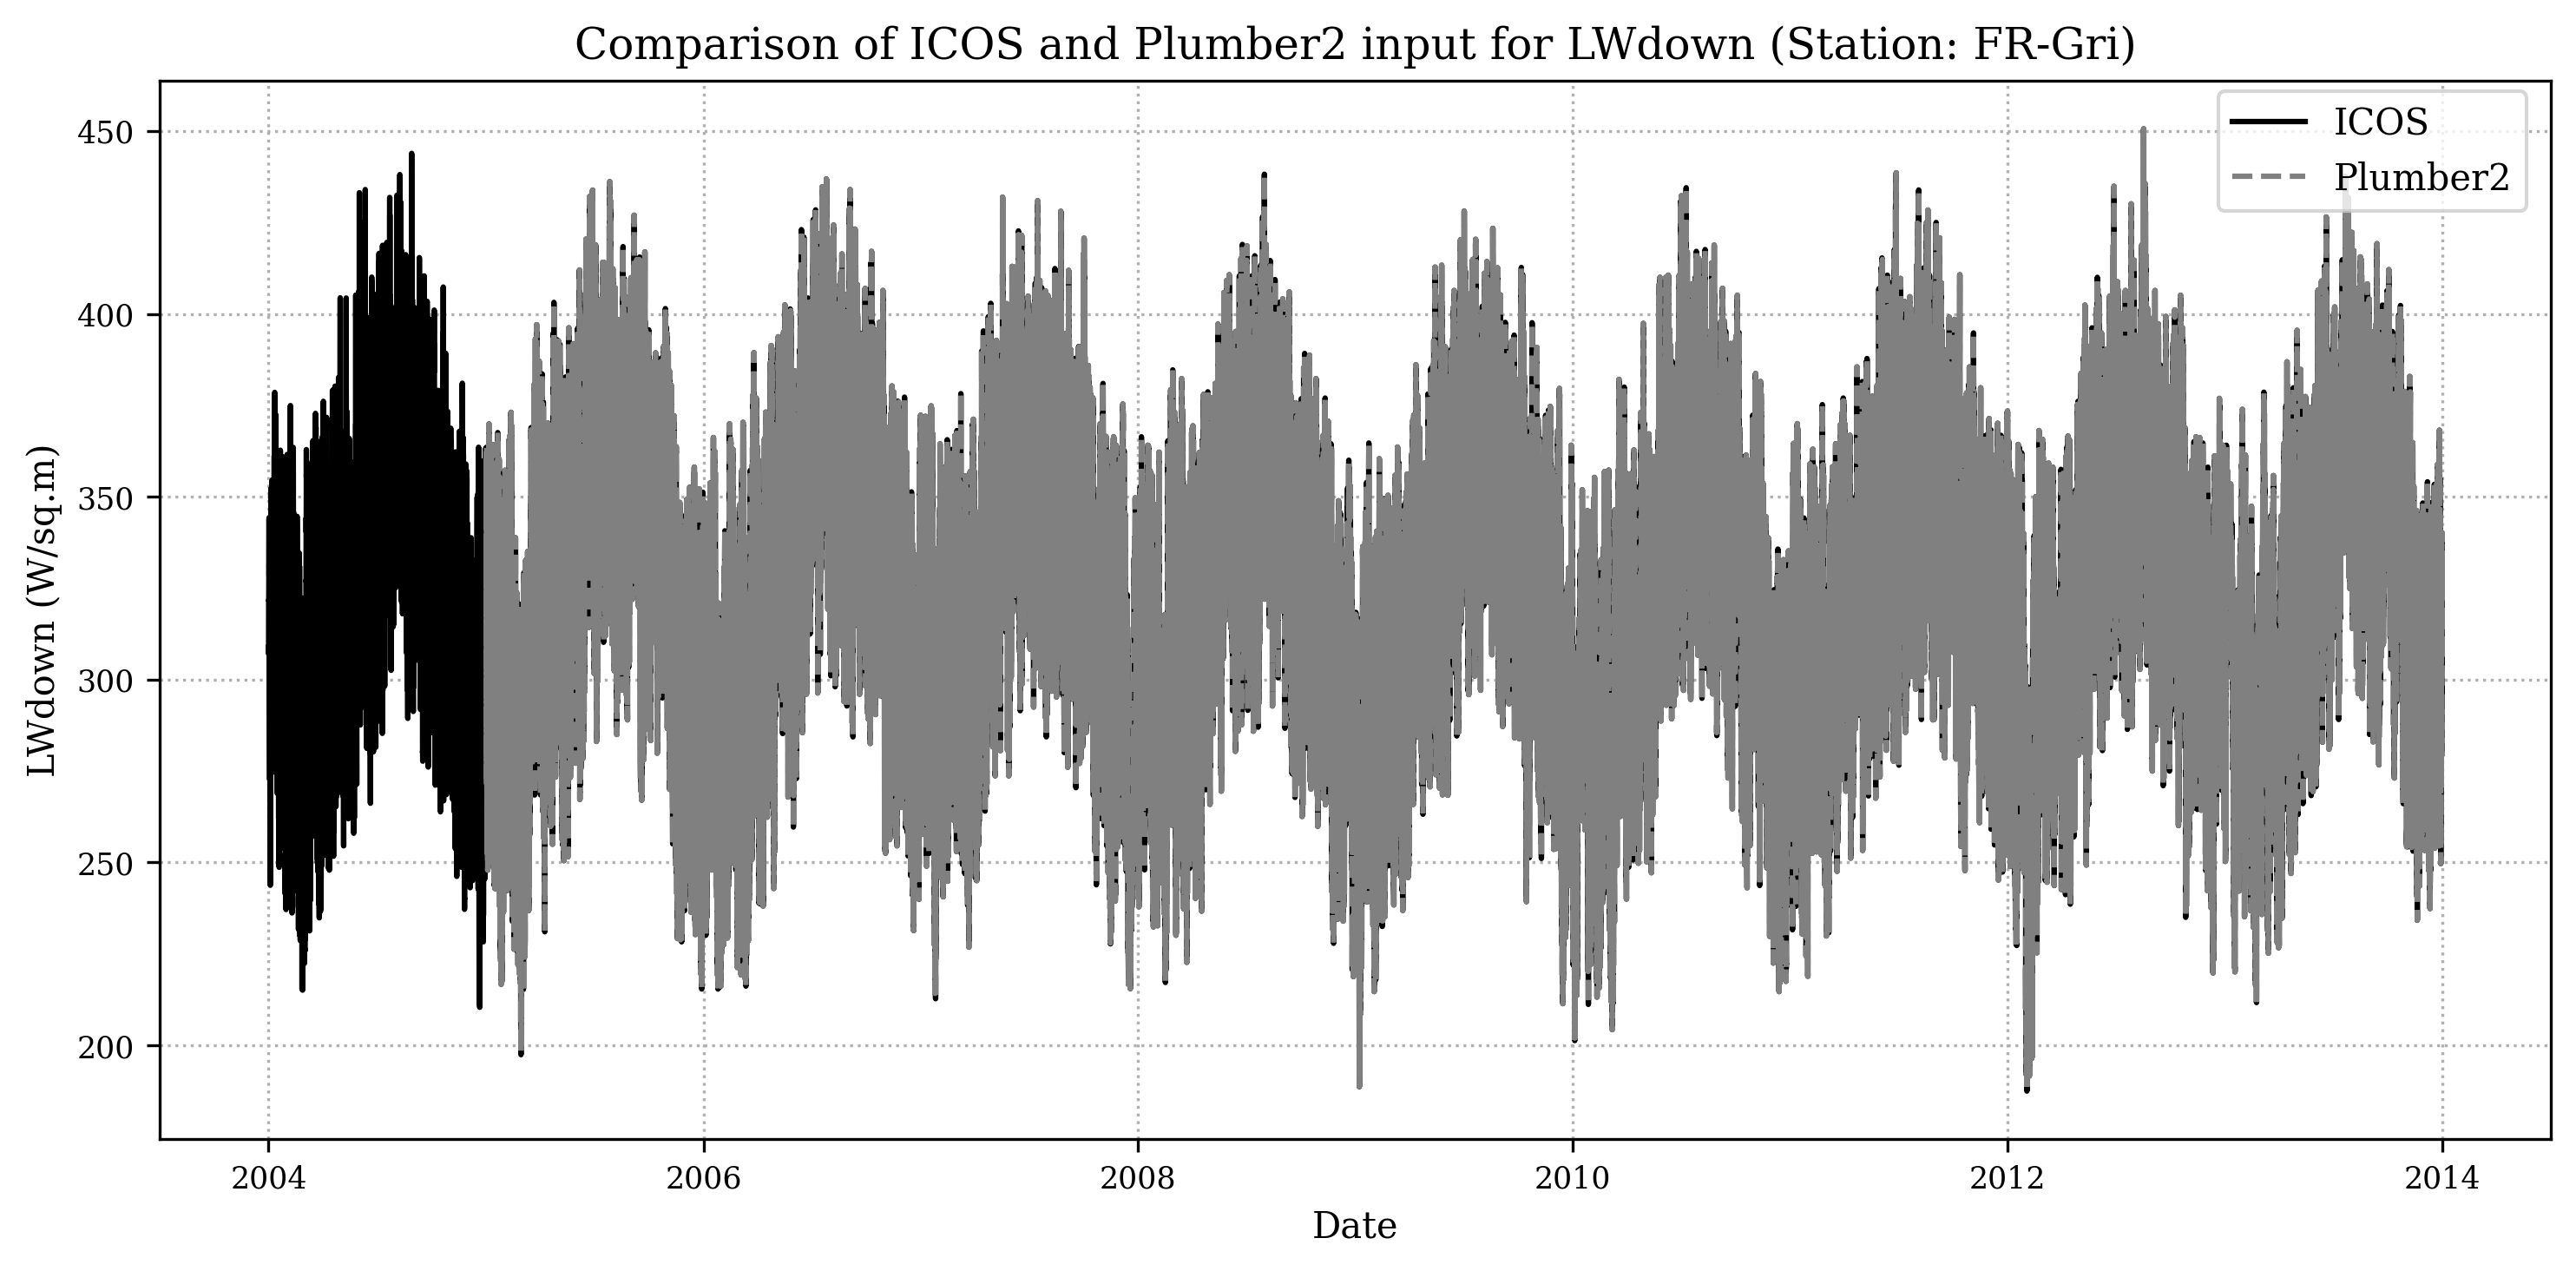 Comparison of ICOS and Plumber2 input for LWdown (Station: FR-Gri)
ICOS
Plumber2
LWdown (W/sq.m)
450
400
350
300
250
200
2004
2006
2008
2010
2012
2014
Date